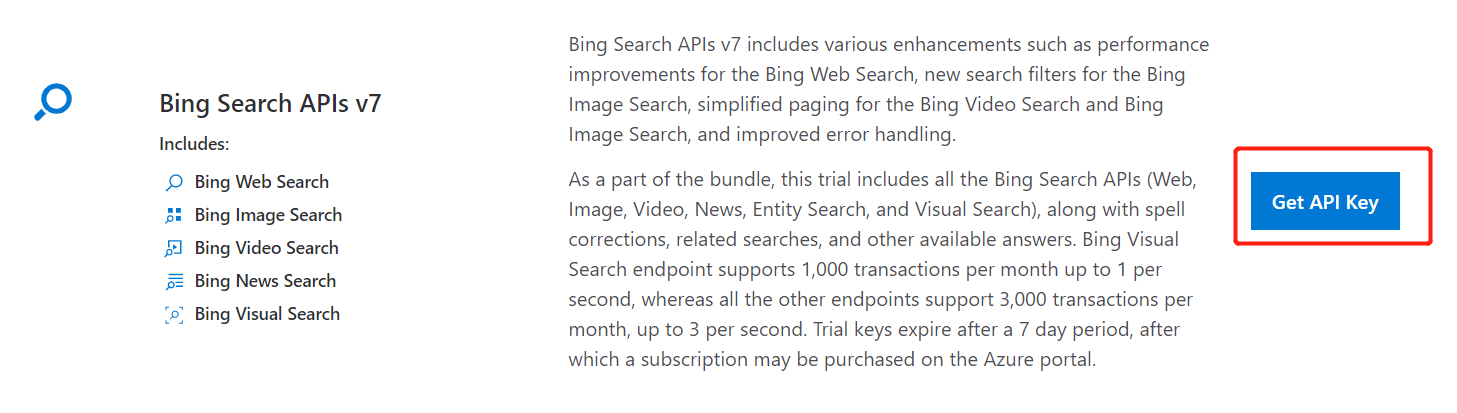 Bing Search APIs v7
Includes:
Bing Web Search
Bing Image Search
Bing Video Search
Bing News Search
Bing Visual Search
Bing Search APIs v7 includes various enhancements such as performance
improvements for the Bing Web Search, new search filters for the Bing
Image Search, simplified paging for the Bing Video Search and Bing
Image Search, and improved error handling.
As a part of the bundle, this trial includes all the Bing Search APIs (Web,
Image, Video, News, Entity Search, and Visual Search), along with spell
corrections, related searches, and other available answers. Bing Visual
Search endpoint supports 1,000 transactions per month up to 1 per
second, whereas all the other endpoints support 3,000 transactions per
month, up to 3 per second. Trial keys expire after a 7 day period, after
which a subscription may be purchased on the Azure portal.
Get API Key